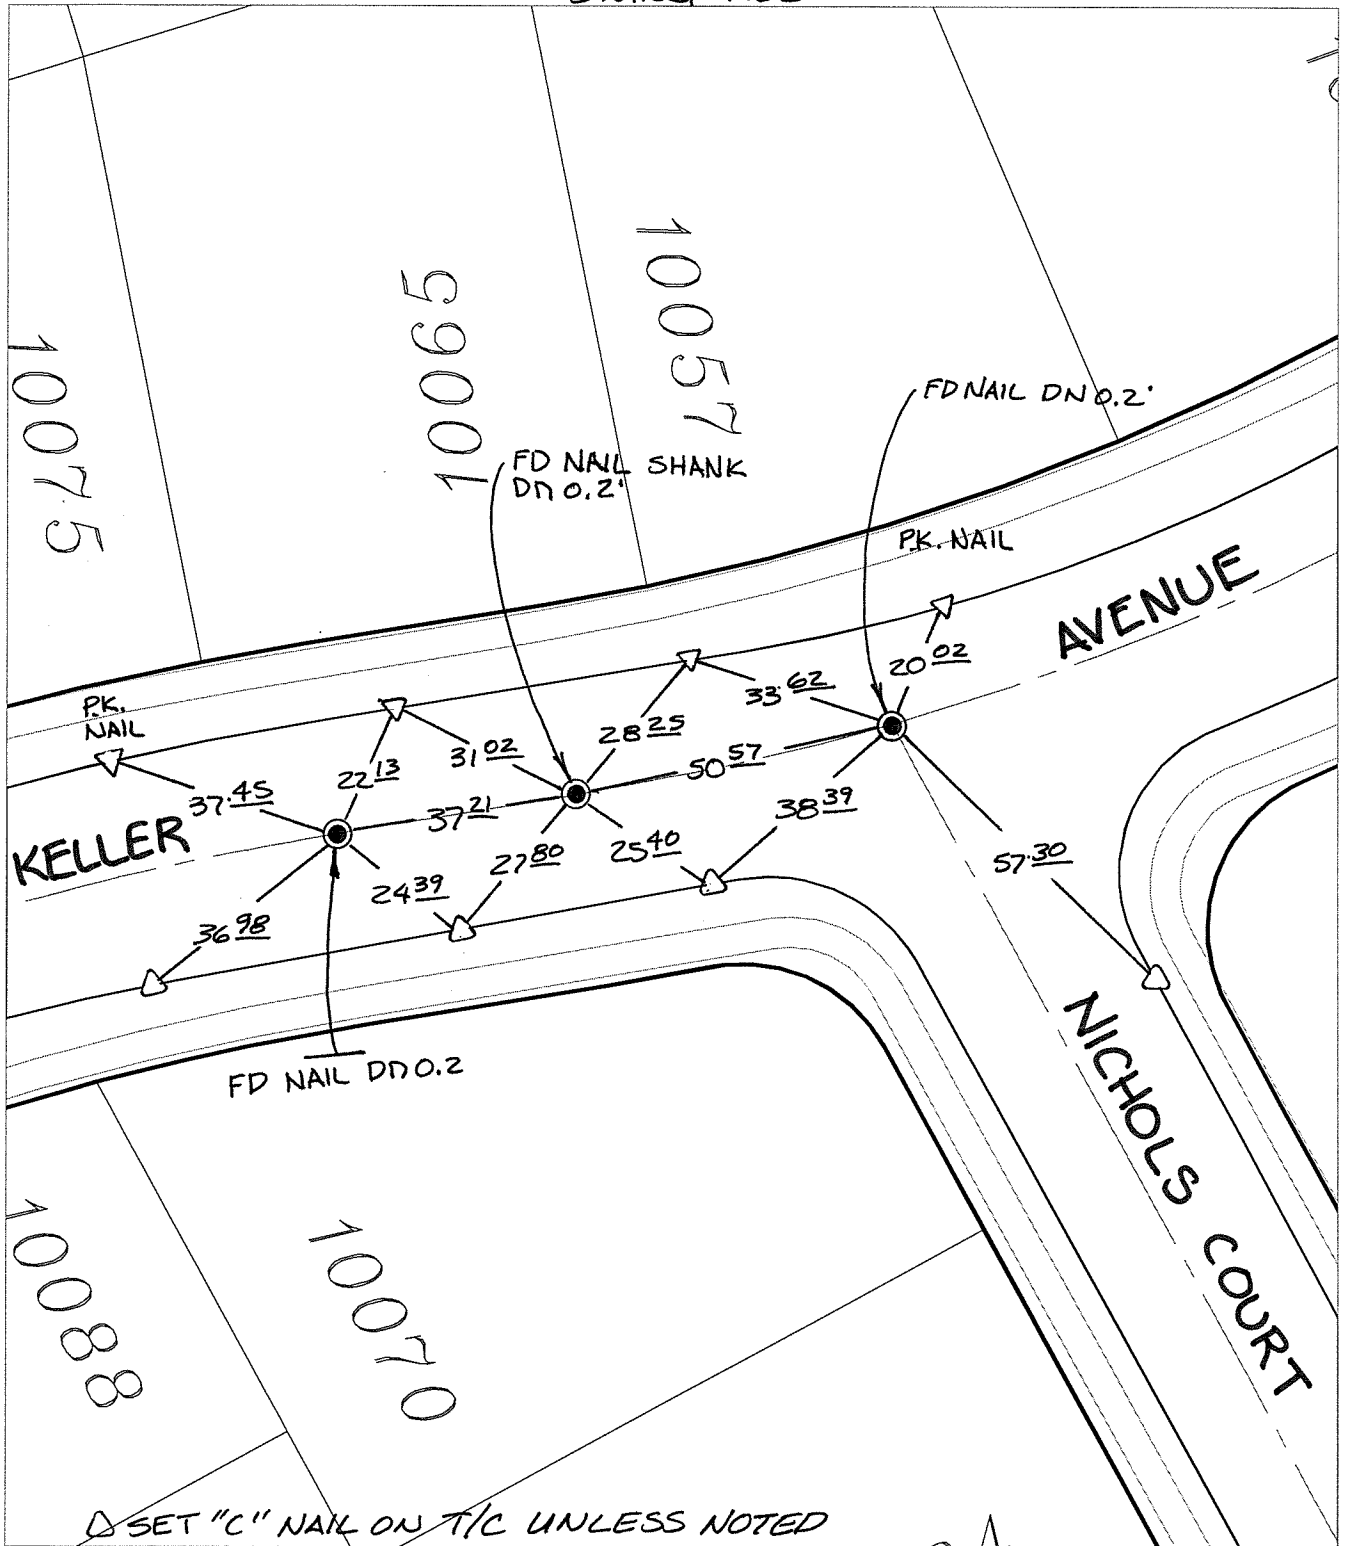 10057
10065
10075
FD NAIL DN 0.2'
FD NAIL SHANK
DN 0.2'
P.K. NAIL
AVENUE
P.K.
NAIL
20 02
33 62
28 25
50 57
31 02
22 13
37.45
37 21
38 39
KELLER
27 80
25 40
57.30
24 39
36 98
FD NAIL DN 0.2
NICHOLS COURT
10088
10070
△ SET "C" NAIL ON T/C UNLESS NOTED